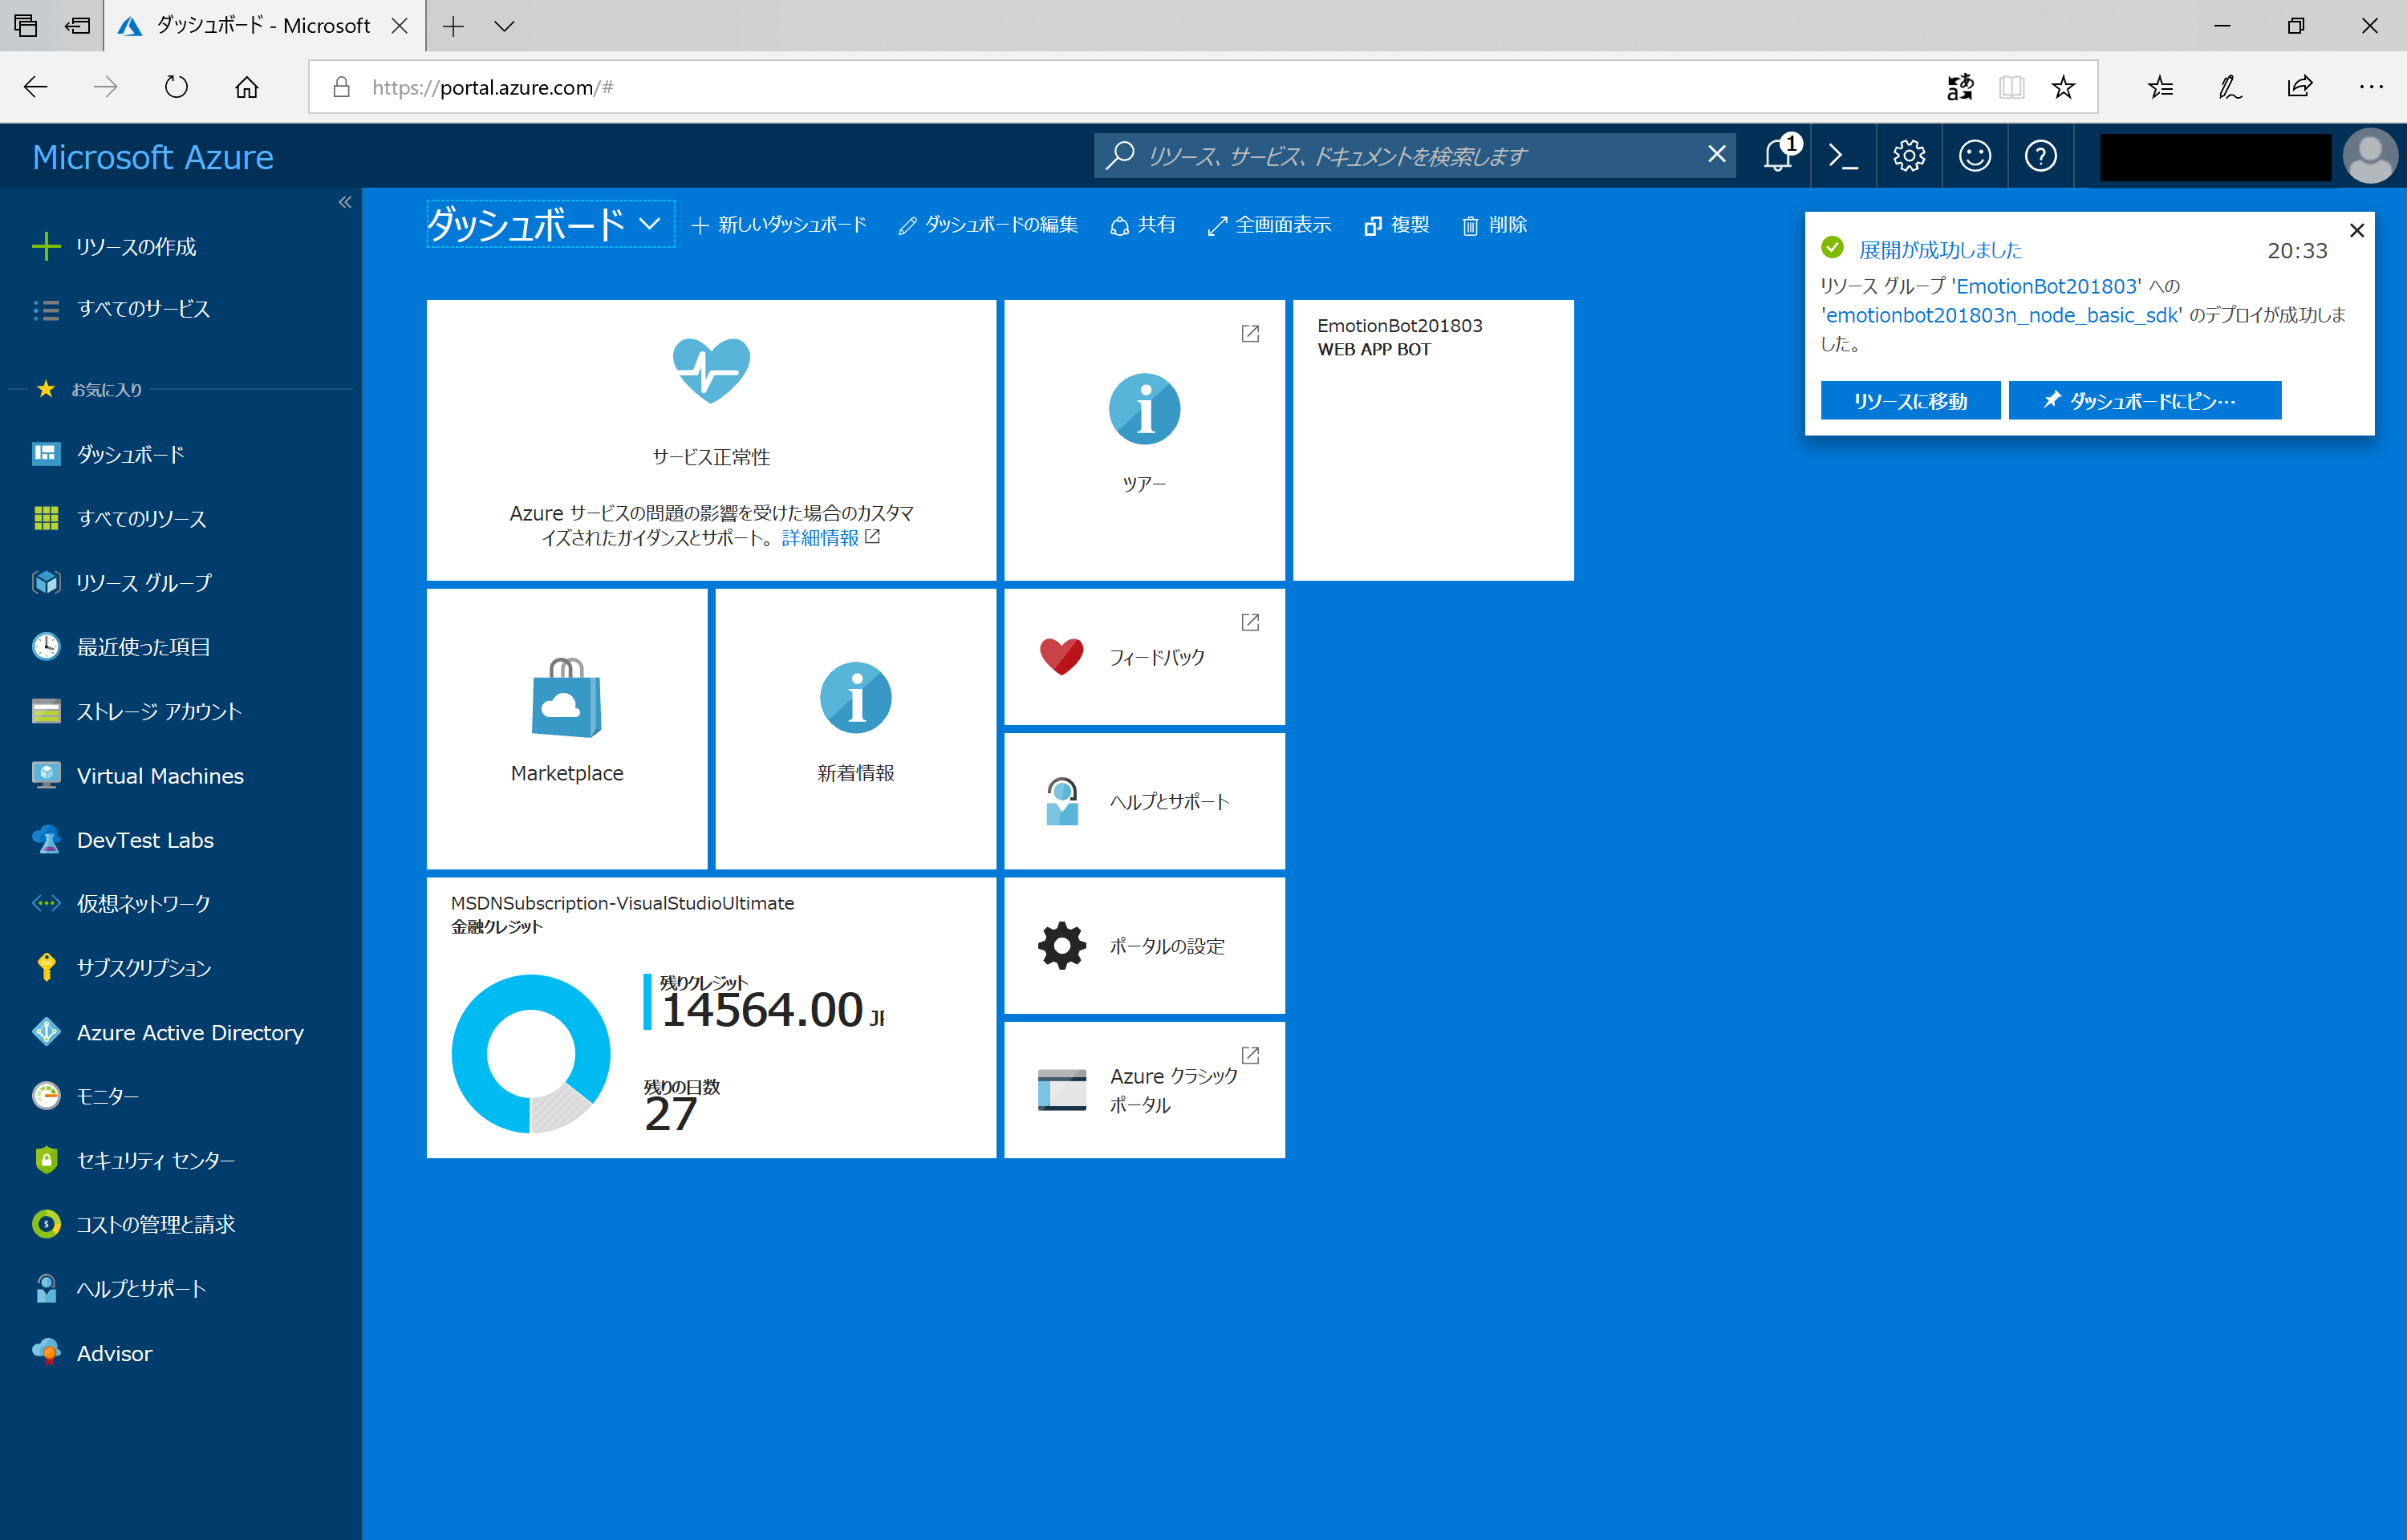 ダッシュボード - Microsoft
https://portal.azure.com/#
Microsoft Azure
リソース、サービス、ドキュメントを検索します
1
リソースの作成
すべてのサービス
お気に入り
ダッシュボード
すべてのリソース
リソース グループ
最近使った項目
ストレージ アカウント
Virtual Machines
DevTest Labs
仮想ネットワーク
サブスクリプション
Azure Active Directory
モニター
セキュリティ センター
コストの管理と請求
ヘルプとサポート
Advisor
ダッシュボード
新しいダッシュボード
ダッシュボードの編集
共有
全画面表示
複製
削除
サービス正常性
Azure サービスの問題の影響を受けた場合のカスタマ
イズされたガイダンスとサポート。詳細情報
ツアー
EmotionBot201803
WEB APP BOT
Marketplace
新着情報
フィードバック
ヘルプとサポート
MSDNSubscription-VisualStudioUltimate
金融クレジット
残りクレジット
14564.00
残りの日数
27
ポータルの設定
Azure クラシック
ポータル
展開が成功しました
20:33
リソース グループ 'EmotionBot201803' への
'emotionbot201803n_node_basic_sdk' のデプロイが成功しま
した。
リソースに移動
ダッシュボードにピン…